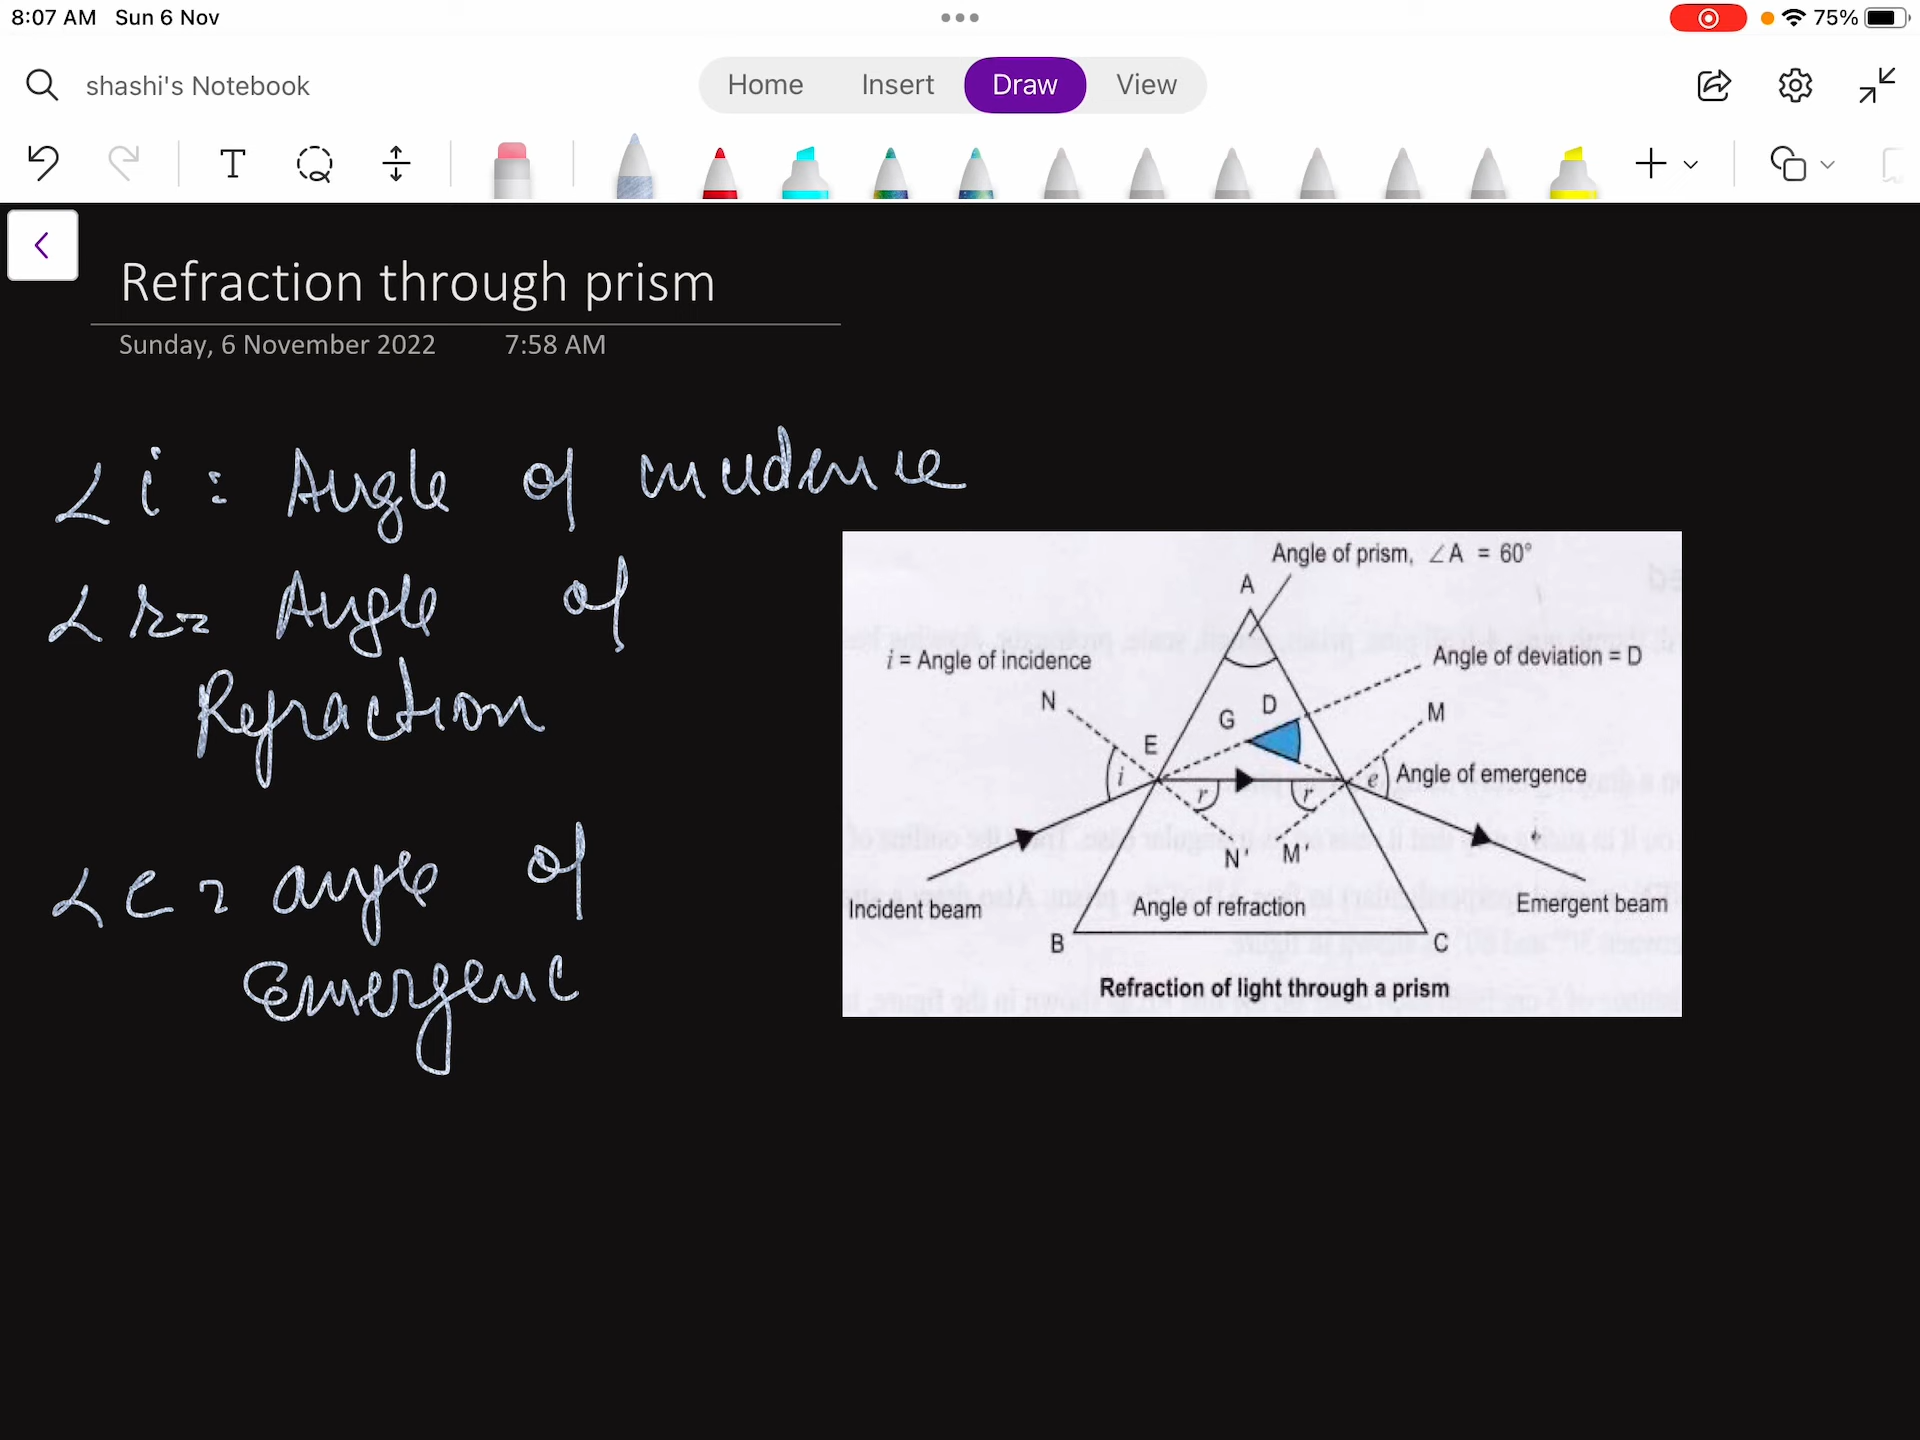 8:07 AM Sun 6 Nov
75%
shashi's Notebook
Home Insert Draw View
T
Refraction through prism
Sunday, 6 November 2022 7:58 AM
∠i : Angle of incidence
∠r = Angle of
Refraction
∠e = angle of
Emergenc
Angle of prism, ∠A = 60°
A
i = Angle of incidence
Angle of deviation = D
N
G D
M
E
i
e Angle of emergence
r r
N' M'
Incident beam
Angle of refraction
Emergent beam
B
C
Refraction of light through a prism